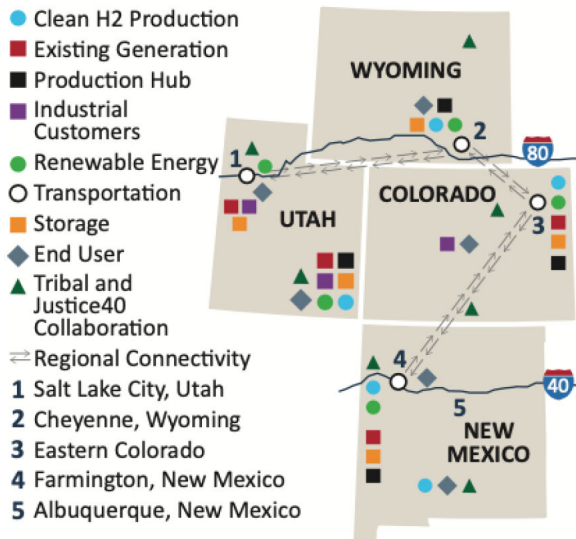 Clean H2 Production
Existing Generation
Production Hub
Industrial
Customers
Renewable Energy
Transportation
Storage
End User
Tribal and
Justice40
Collaboration
Regional Connectivity
1 Salt Lake City, Utah
2 Cheyenne, Wyoming
3 Eastern Colorado
4 Farmington, New Mexico
5 Albuquerque, New Mexico
WYOMING
2
80
1
UTAH
COLORADO
3
4
40
5
NEW
MEXICO